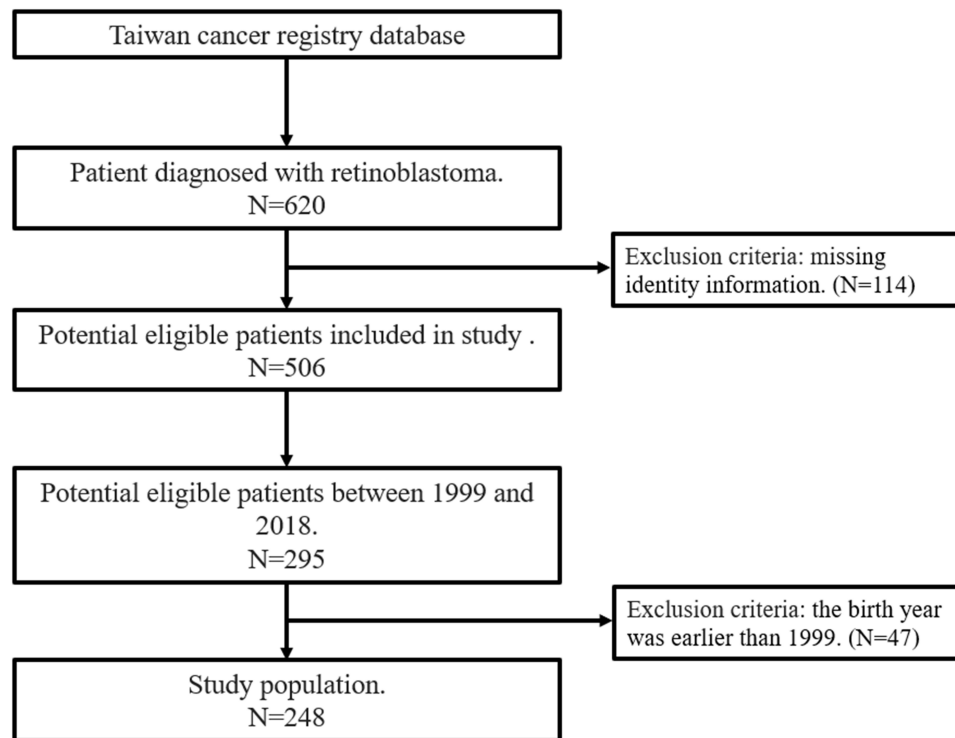 Taiwan cancer registry database
Patient diagnosed with retinoblastoma.
N=620
Exclusion criteria: missing
identity information. (N=114)
Potential eligible patients included in study .
N=506
Potential eligible patients between 1999 and
2018.
N=295
Exclusion criteria: the birth year
was earlier than 1999. (N=47)
Study population.
N=248